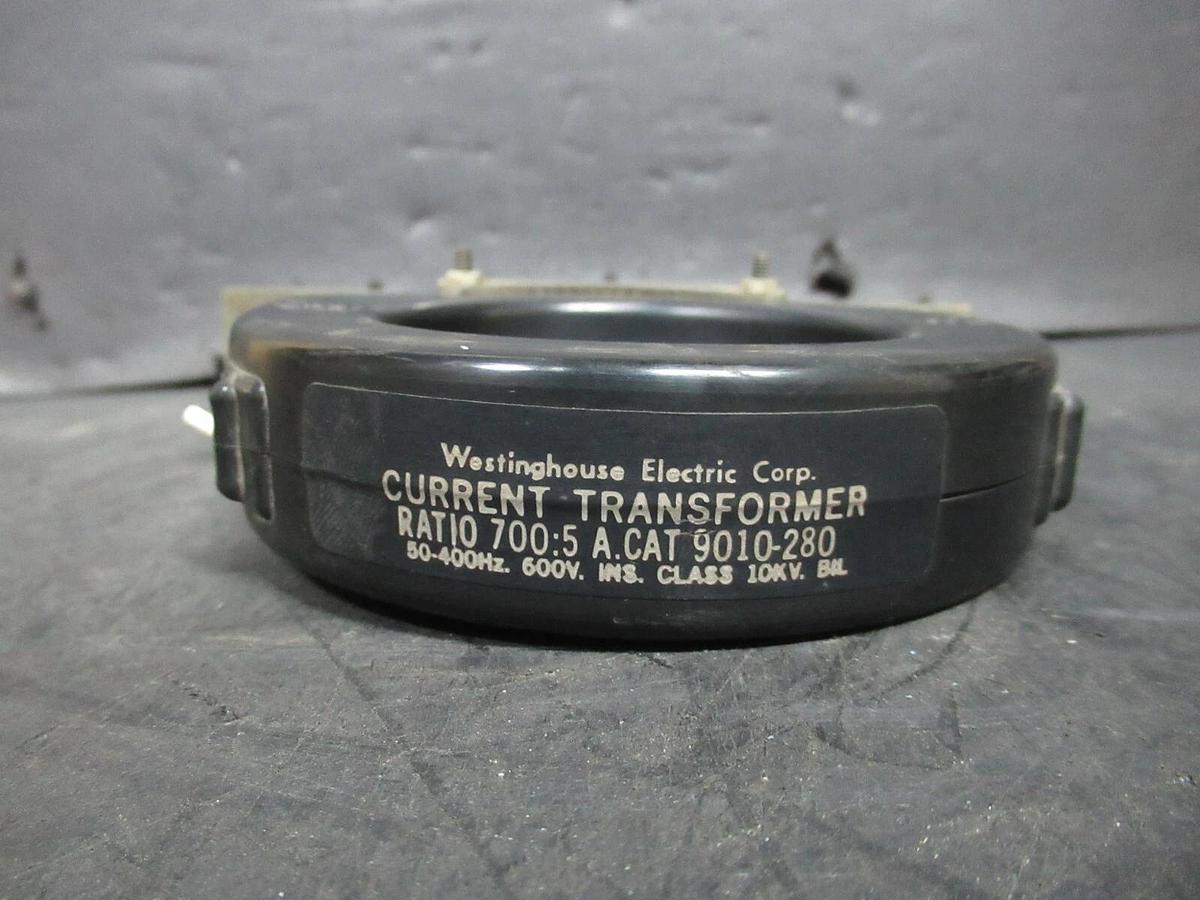 Westinghouse Electric Corp.
CURRENT TRANSFORMER
RATIO 700:5 A.CAT 9010-280
50-400Hz. 600V. INS. CLASS 10KV. BIL